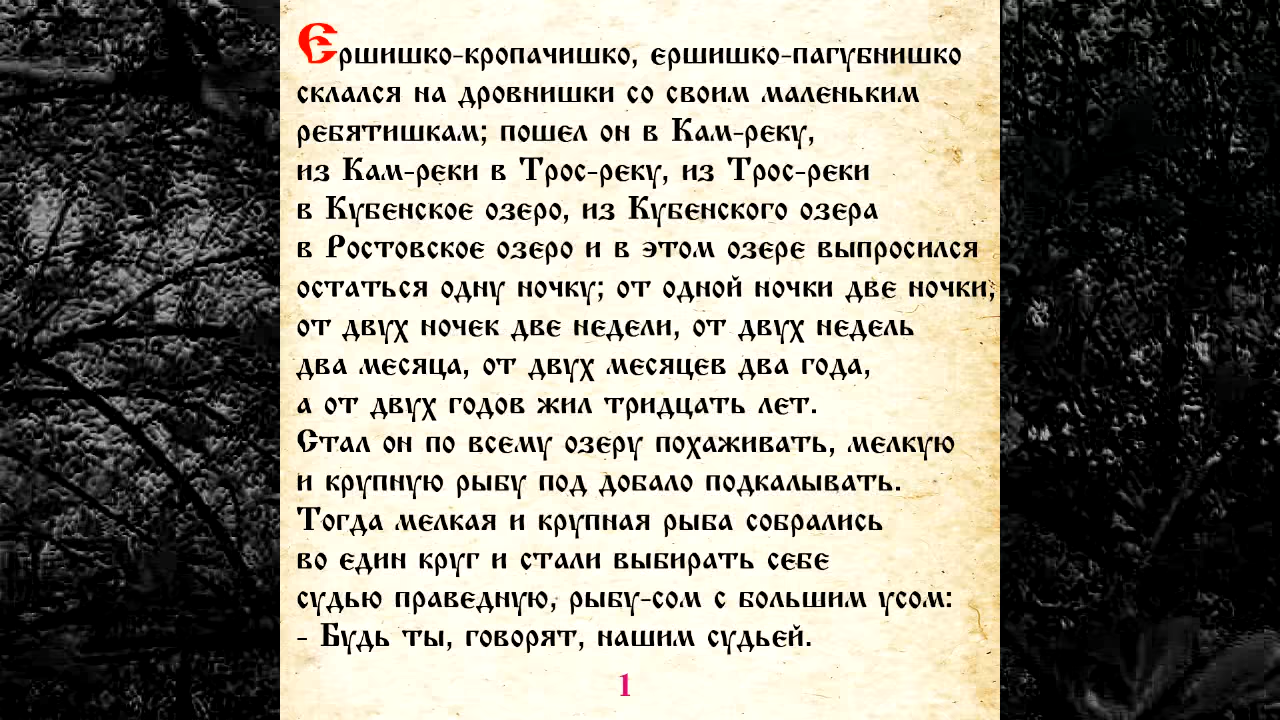 Ершишко-кропачишко, ершишко-пагубнишко
склался на дровнишки со своим маленьким
ребятишкам; пошел он в Кам-реку,
из Кам-реки в Трос-реку, из Трос-реки
в Кубенское озеро, из Кубенского озера
в Ростовское озеро и в этом озере выпросился
остаться одну ночку; от одной ночки две ночки;
от двух ночек две недели, от двух недель
два месяца, от двух месяцев два года,
а от двух годов жил тридцать лет.
Стал он по всему озеру похаживать, мелкую
и крупную рыбу под добало подкалывать.
Тогда мелкая и крупная рыба собрались
во един круг и стали выбирать себе
судью праведную, рыбу-сом с большим усом:
- Будь ты, говорят, нашим судьей.
1